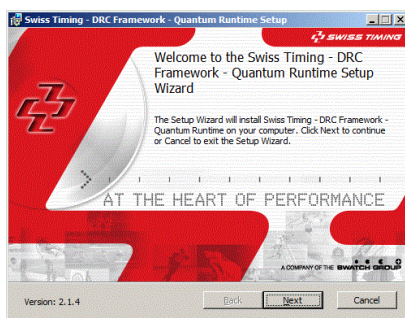 Swiss Timing - DRC Framework - Quantum Runtime Setup
SWISS TIMING
Welcome to the Swiss Timing - DRC
Framework - Quantum Runtime Setup
Wizard
The Setup Wizard will install Swiss Timing - DRC Framework -
Quantum Runtime on your computer. Click Next to continue
or Cancel to exit the Setup Wizard.
AT THE HEART OF PERFORMANCE
A COMPANY OF THE SWATCH GROUP
Version: 2.1.4
Back
Next
Cancel